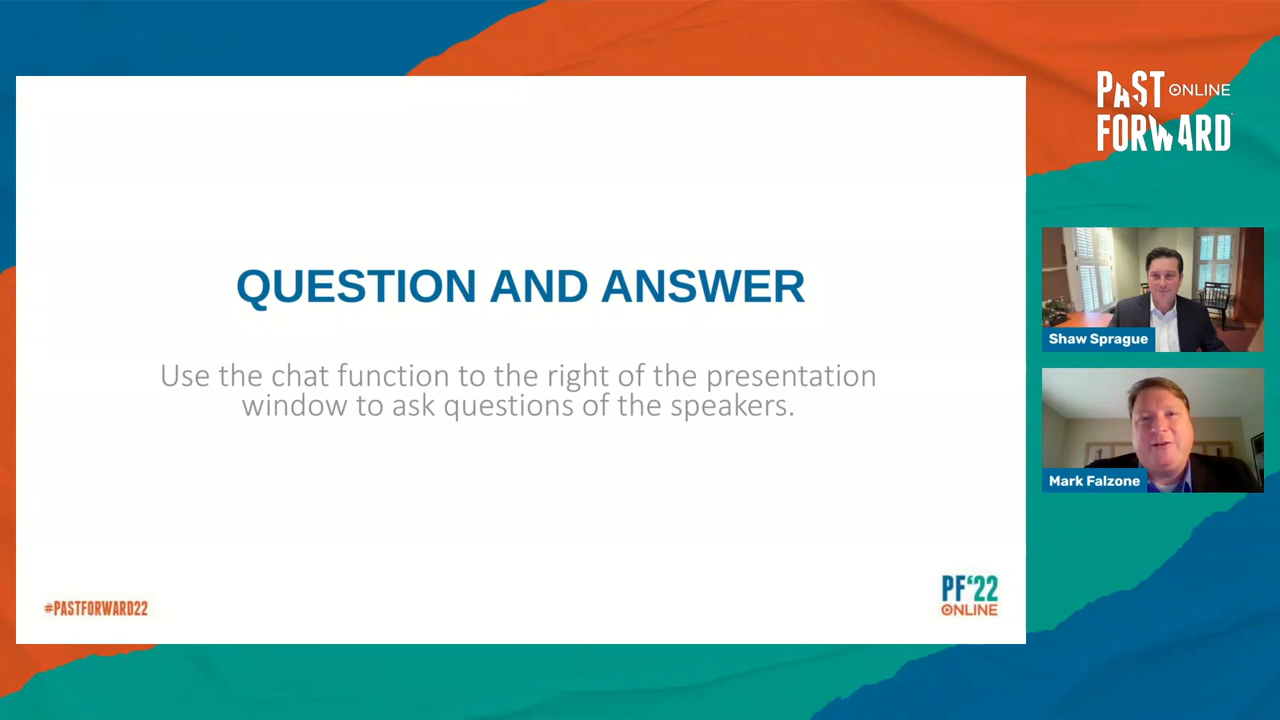 QUESTION AND ANSWER
Use the chat function to the right of the presentation
window to ask questions of the speakers.
#PASTFORWARD22
PF‘22
ONLINE
PAST ONLINE
FORWARD
Shaw Sprague
Mark Falzone